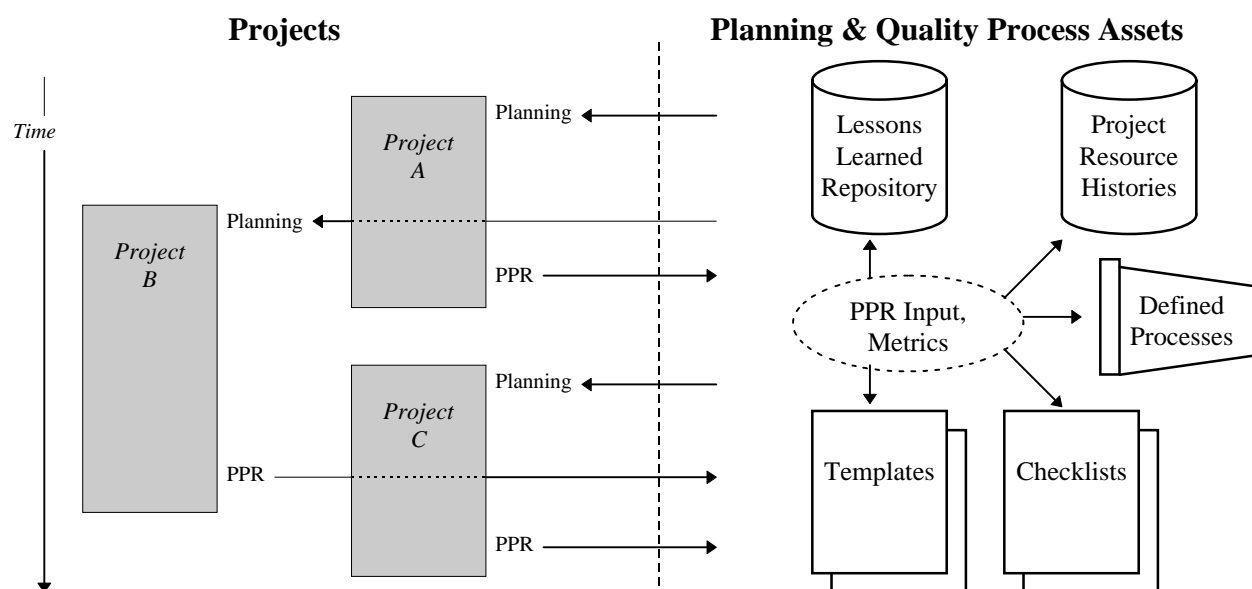 Projects
Planning & Quality Process Assets
Time
Project
A
Planning
Lessons
Learned
Repository
Project
Resource
Histories
Project
B
Planning
PPR
PPR Input,
Metrics
Defined
Processes
Project
C
Planning
Templates
Checklists
PPR
PPR